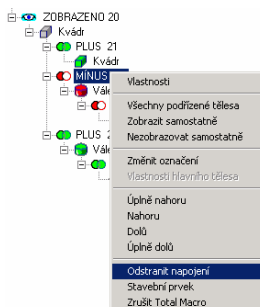 ZOBRAZENO 20
Kvádr
PLUS 21
Kvádr
MÍNUS
Vále
PLUS 2
Vále
Vlastnosti
Všechny podřízené tělesa
Zobrazit samostatně
Nezobrazovat samostatně
Změnit označení
Vlastnosti hlavního tělesa
Úplně nahoru
Nahoru
Dolů
Úplně dolů
Odstranit napojení
Stavební prvek
Zrušit Total Macro